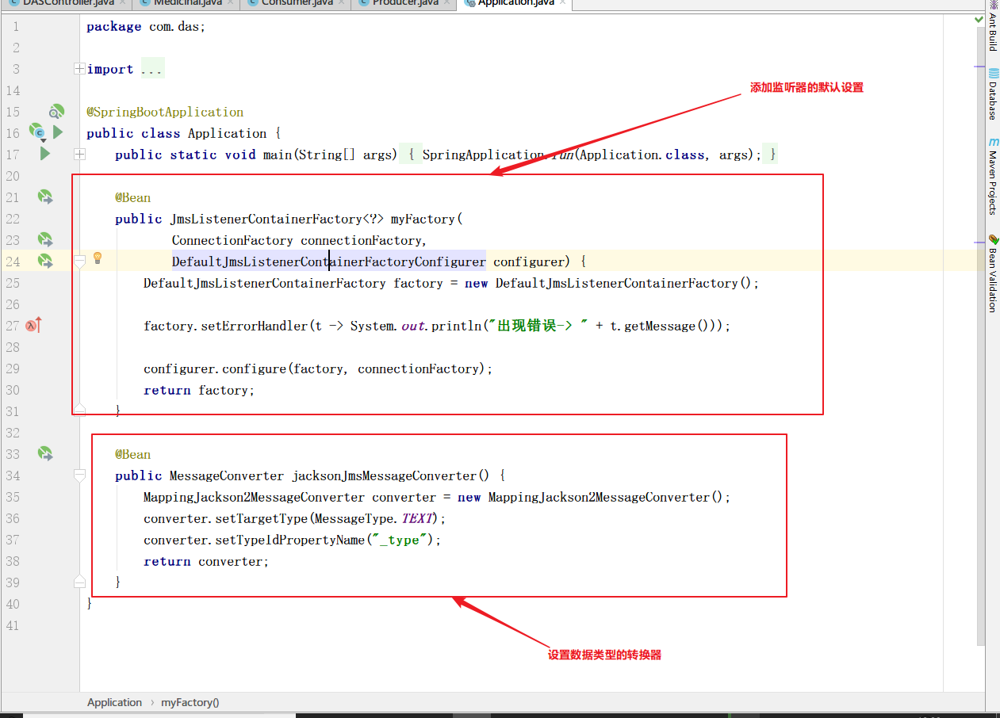 DASController.java Medicinal.java Consumer.java Producer.java Application.java
1 package com.das;
2
3 import ...
14
15 @SpringBootApplication
16 public class Application {
17 public static void main(String[] args) { SpringApplication.run(Application.class, args); }
20
21 @Bean
22 public JmsListenerContainerFactory<?> myFactory(
23 ConnectionFactory connectionFactory,
24 DefaultJmsListenerContainerFactoryConfigurer configurer) {
25 DefaultJmsListenerContainerFactory factory = new DefaultJmsListenerContainerFactory();
26
27 factory.setErrorHandler(t -> System.out.println("出现错误-> " + t.getMessage()));
28
29 configurer.configure(factory, connectionFactory);
30 return factory;
31 }
32
33 @Bean
34 public MessageConverter jacksonJmsMessageConverter() {
35 MappingJackson2MessageConverter converter = new MappingJackson2MessageConverter();
36 converter.setTargetType(MessageType.TEXT);
37 converter.setTypeIdPropertyName("_type");
38 return converter;
39 }
40 }
41
添加监听器的默认设置
设置数据类型的转换器
Application › myFactory()
Ant Build
Database
Maven Projects
Bean Validation